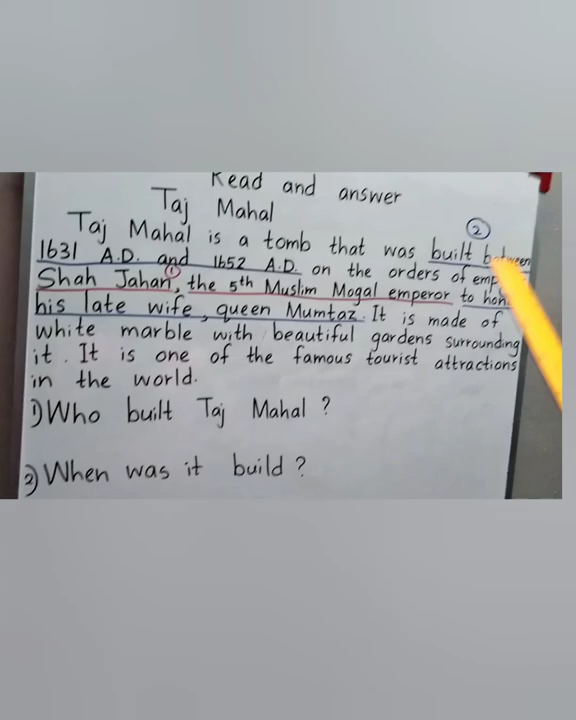 Read and answer
Taj Mahal
②
Taj Mahal is a tomb that was built between
1631 A.D. and 1652 A.D. on the orders of
①
Shah Jahan, the 5th Muslim Mogal emperor to
his late wife, queen Mumtaz. It is made of
white marble with beautiful gardens surrounding
it. It is one of the famous tourist attractions
in the world.
1) Who built Taj Mahal ?
2) When was it build ?